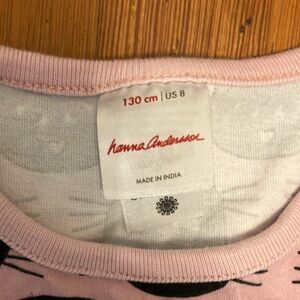 130 cm | US 8
hanna andersson
MADE IN INDIA